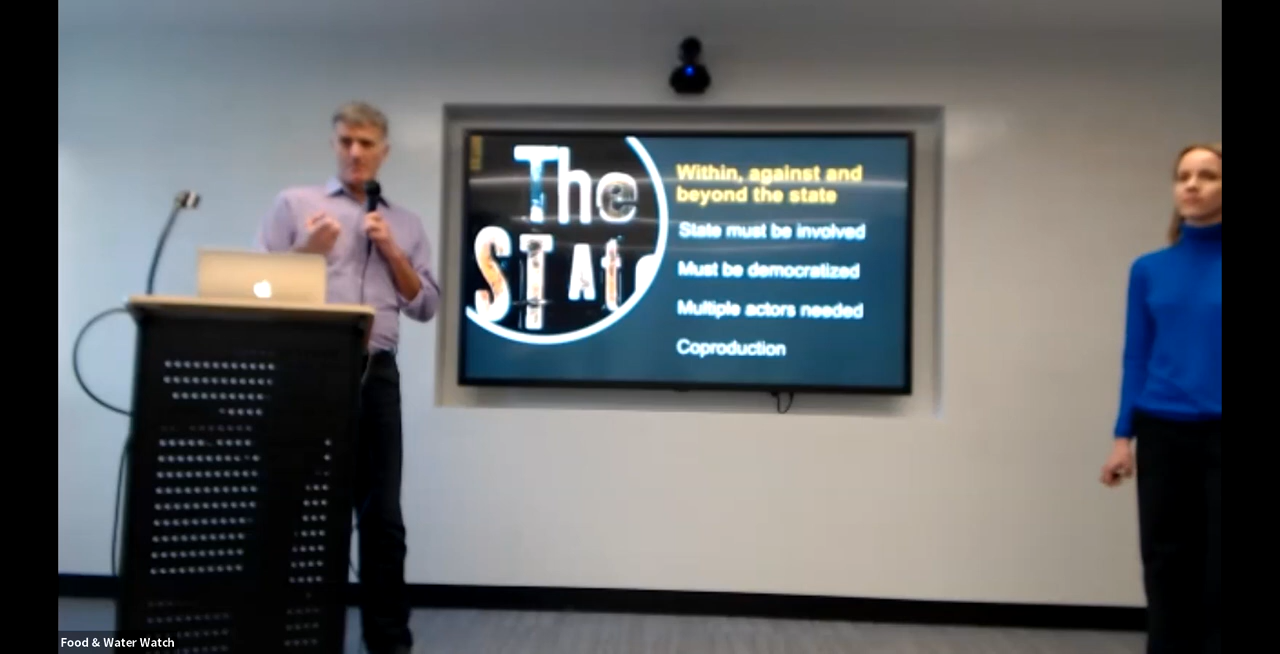 The
STAt
Within, against and
beyond the state
State must be involved
Must be democratized
Multiple actors needed
Coproduction
Food & Water Watch